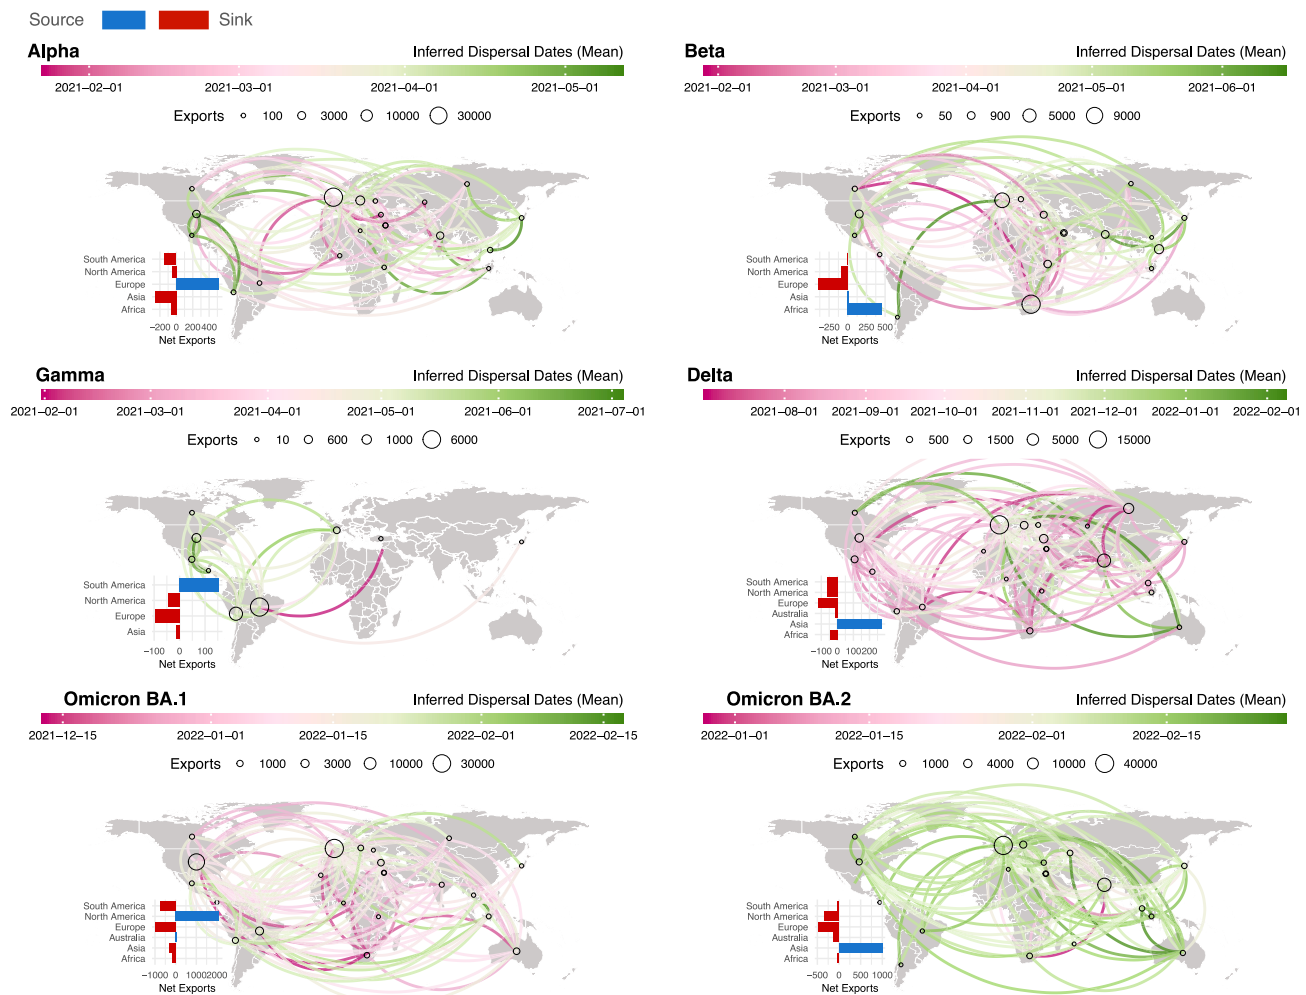 Source Sink
Alpha Inferred Dispersal Dates (Mean)
2021-02-01 2021-03-01 2021-04-01 2021-05-01
Exports 100 3000 10000 30000
South America
North America
Europe
Asia
Africa
-200 0 200 400
Net Exports
Beta Inferred Dispersal Dates (Mean)
2021-02-01 2021-03-01 2021-04-01 2021-05-01 2021-06-01
Exports 50 900 5000 9000
South America
North America
Europe
Asia
Africa
-250 0 250 500
Net Exports
Gamma Inferred Dispersal Dates (Mean)
2021-02-01 2021-03-01 2021-04-01 2021-05-01 2021-06-01 2021-07-01
Exports 10 600 1000 6000
South America
North America
Europe
Asia
-100 0 100
Net Exports
Delta Inferred Dispersal Dates (Mean)
2021-08-01 2021-09-01 2021-10-01 2021-11-01 2021-12-01 2022-01-01 2022-02-01
Exports 500 1500 5000 15000
South America
North America
Europe
Australia
Asia
Africa
-100 0 100 200
Net Exports
Omicron BA.1 Inferred Dispersal Dates (Mean)
2021-12-15 2022-01-01 2022-01-15 2022-02-01 2022-02-15
Exports 1000 3000 10000 30000
South America
North America
Europe
Australia
Asia
Africa
-1000 0 1000 2000
Net Exports
Omicron BA.2 Inferred Dispersal Dates (Mean)
2022-01-01 2022-01-15 2022-02-01 2022-02-15
Exports 1000 4000 10000 40000
South America
North America
Europe
Australia
Asia
Africa
-500 0 500 1000
Net Exports